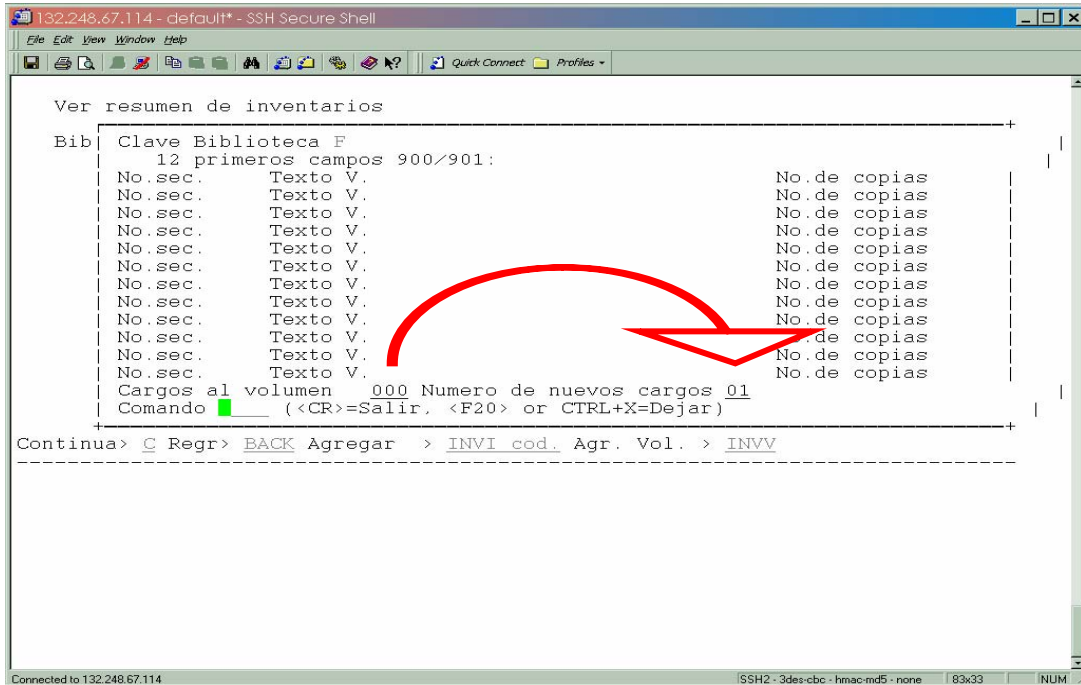 132.248.67.114 - default* - SSH Secure Shell
File Edit View Window Help
Quick Connect Profiles
Ver resumen de inventarios
Bib Clave Biblioteca F
12 primeros campos 900/901:
No.sec. Texto V. No.de copias
No.sec. Texto V. No.de copias
No.sec. Texto V. No.de copias
No.sec. Texto V. No.de copias
No.sec. Texto V. No.de copias
No.sec. Texto V. No.de copias
No.sec. Texto V. No.de copias
No.sec. Texto V. No.de copias
No.sec. Texto V. No.de copias
No.sec. Texto V. de copias
No.sec. Texto V. No.de copias
No.sec. Texto V. No.de copias
Cargos al volumen 000 Numero de nuevos cargos 01
Comando (<CR>=Salir, <F20> or CTRL+X=Dejar)
Continua> C Regr> BACK Agregar > INVI cod. Agr. Vol. > INVV
Connected to 132.248.67.114 SSH2 - 3des-cbc - hmac-md5 - none 83x33 NUM